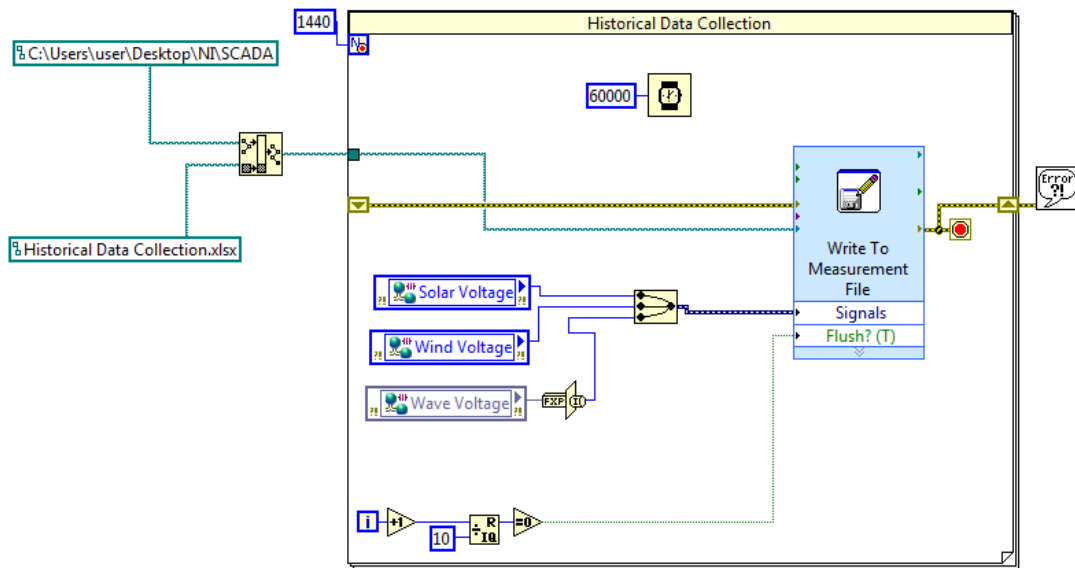 1440
Historical Data Collection
N
C:\Users\user\Desktop\NI\SCADA
60000
Error
?!
Historical Data Collection.xlsx
Write To
Measurement
File
Solar Voltage
?!
?!
Signals
Wind Voltage
?!
?!
Flush? (T)
Wave Voltage
?!
?!
FXP
i
+1
R
IQ
=0
10